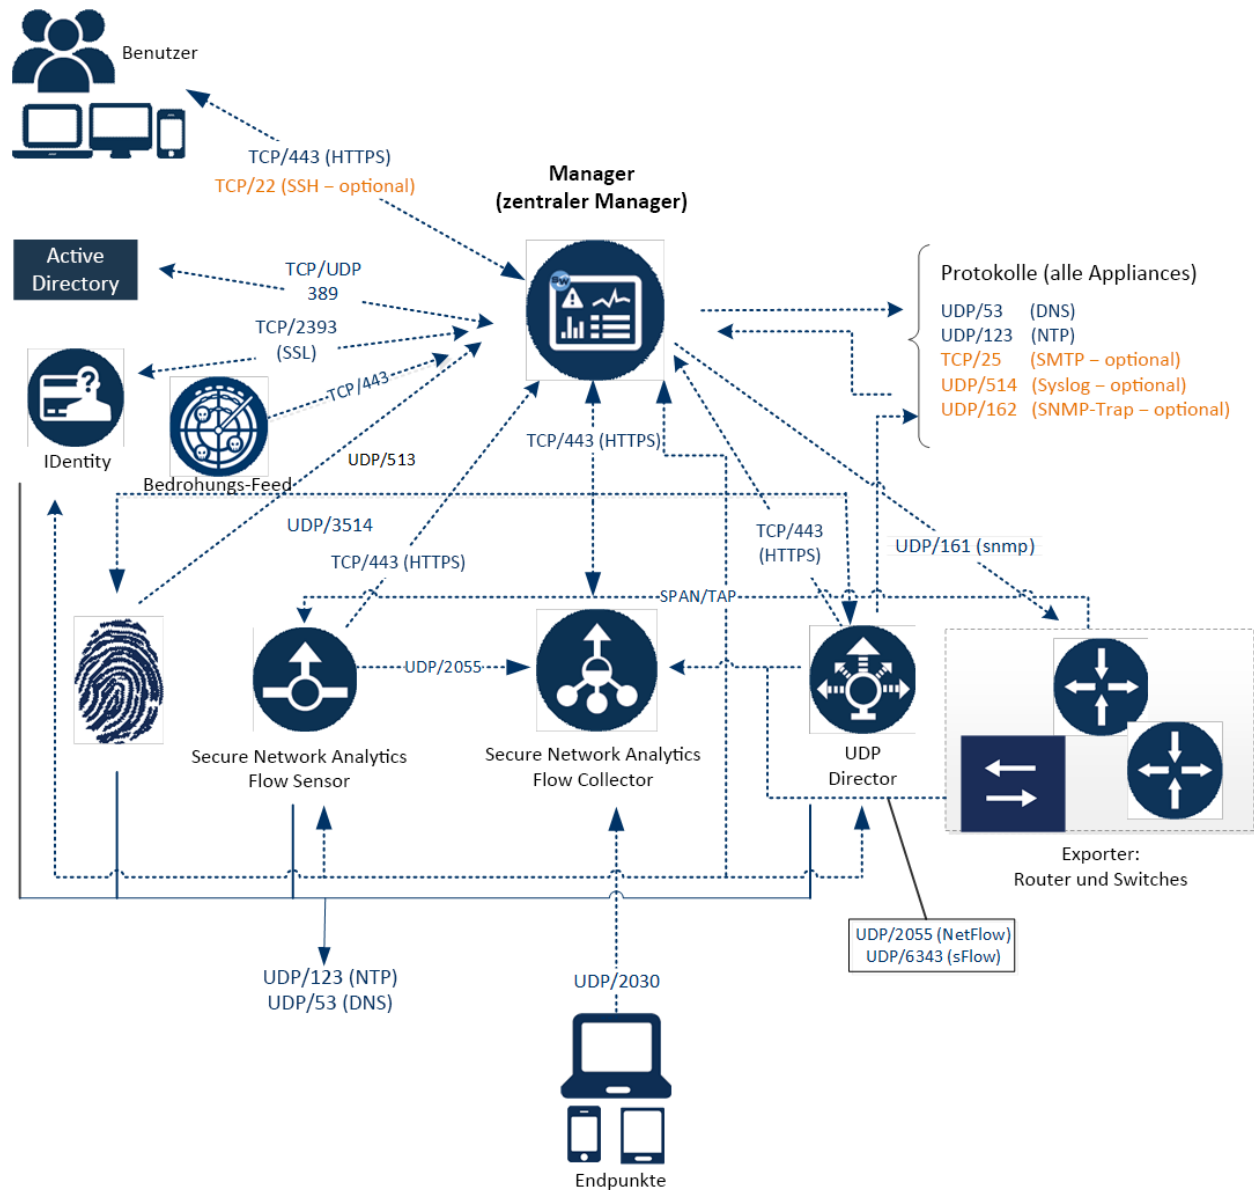 Benutzer
TCP/443 (HTTPS)
TCP/22 (SSH – optional)
Manager
(zentraler Manager)
Active
Directory
TCP/UDP
389
TCP/2393
(SSL)
TCP/443
IDentity
Bedrohungs-Feed
Protokolle (alle Appliances)
UDP/53 (DNS)
UDP/123 (NTP)
TCP/25 (SMTP – optional)
UDP/514 (Syslog – optional)
UDP/162 (SNMP-Trap – optional)
TCP/443 (HTTPS)
UDP/513
UDP/3514
TCP/443 (HTTPS)
TCP/443
(HTTPS)
UDP/161 (snmp)
SPAN/TAP
UDP/2055
Secure Network Analytics
Flow Sensor
Secure Network Analytics
Flow Collector
UDP
Director
Exporter:
Router und Switches
UDP/2055 (NetFlow)
UDP/6343 (sFlow)
UDP/123 (NTP)
UDP/53 (DNS)
UDP/2030
Endpunkte